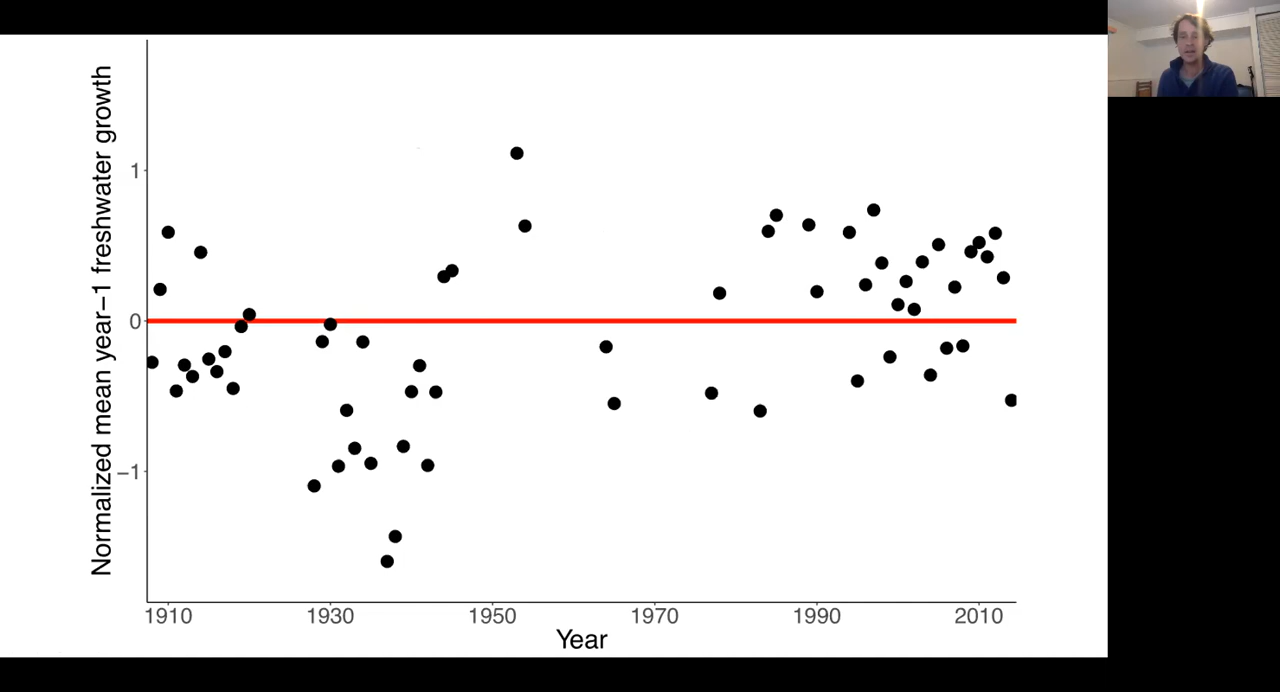 Normalized mean year−1 freshwater growth
1
0
−1
1910 1930 1950 1970 1990 2010
Year